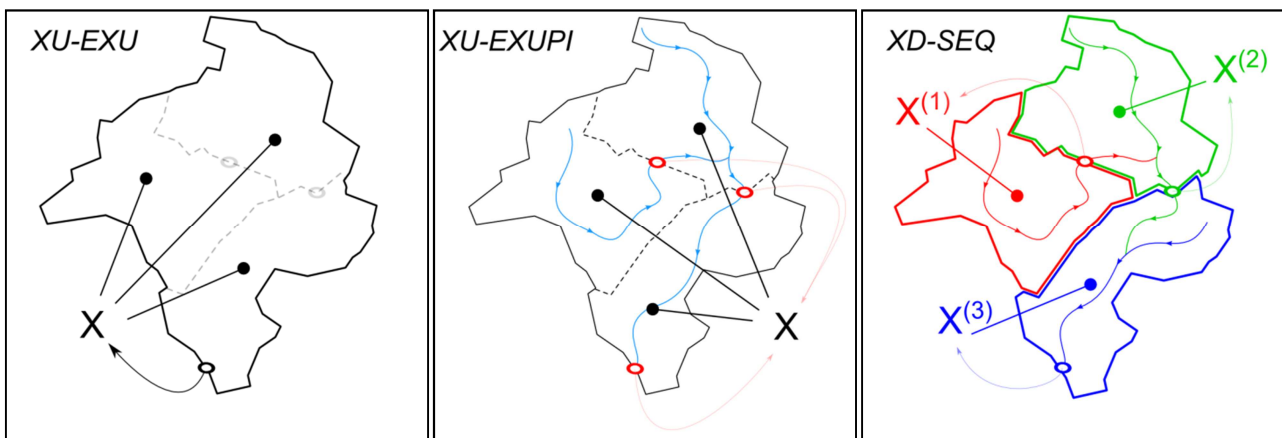 XU-EXU
X
XU-EXUPI
X
XD-SEQ
X(1)
X(2)
X(3)